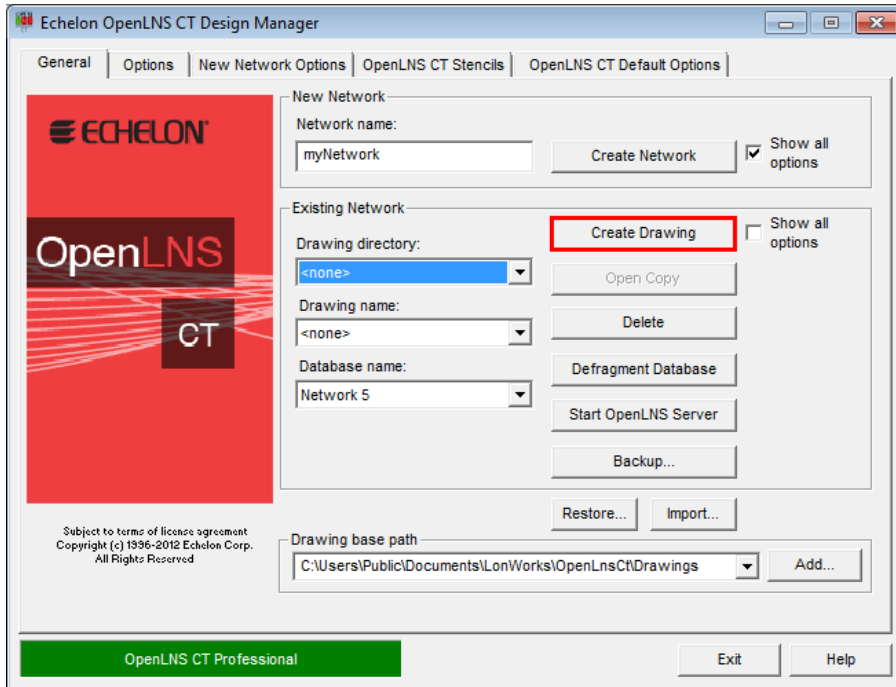 Echelon OpenLNS CT Design Manager
General
Options
New Network Options
OpenLNS CT Stencils
OpenLNS CT Default Options
ECHELON
OpenLNS
CT
Subject to terms of license agreement
Copyright (c) 1996-2012 Echelon Corp.
All Rights Reserved
New Network
Network name:
myNetwork
Create Network
Show all
options
Existing Network
Drawing directory:
<none>
Drawing name:
<none>
Database name:
Network 5
Create Drawing
Show all
options
Open Copy
Delete
Defragment Database
Start OpenLNS Server
Backup...
Restore...
Import...
Drawing base path
C:\Users\Public\Documents\LonWorks\OpenLnsCt\Drawings
Add...
OpenLNS CT Professional
Exit
Help